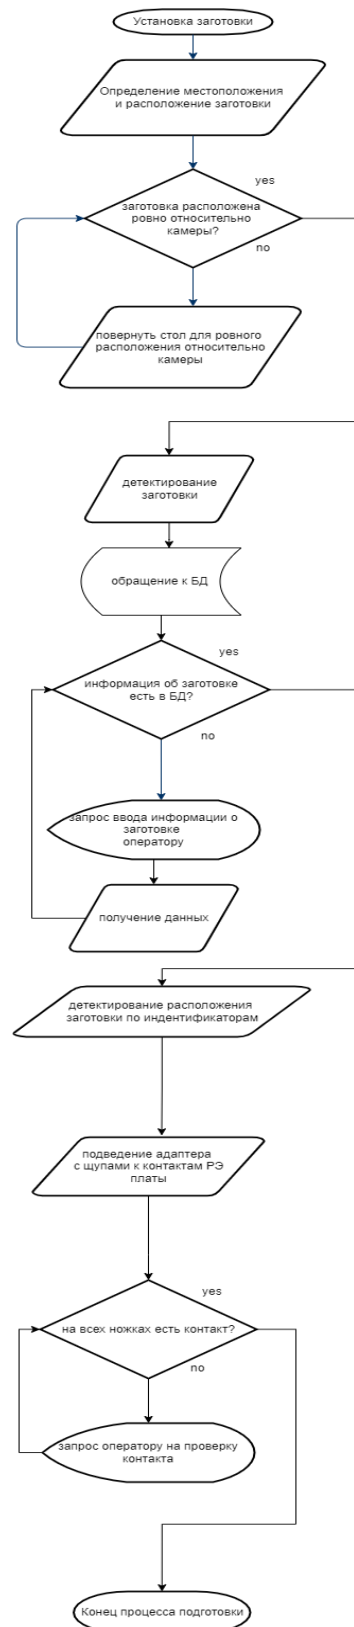 Установка заготовки
Определение местоположения
и расположение заготовки
yes
заготовка расположена
ровно относительно
камеры?
no
повернуть стол для ровного
расположения относительно
камеры
детектирование
заготовки
обращение к БД
yes
информация об заготовке
есть в БД?
no
запрос ввода информации о
заготовке
оператору
получение данных
детектирование расположения
заготовки по индентификаторам
подведение адаптера
с щупами к контактам РЭ
платы
yes
на всех ножках есть контакт?
no
запрос оператору на проверку
контакта
Конец процесса подготовки